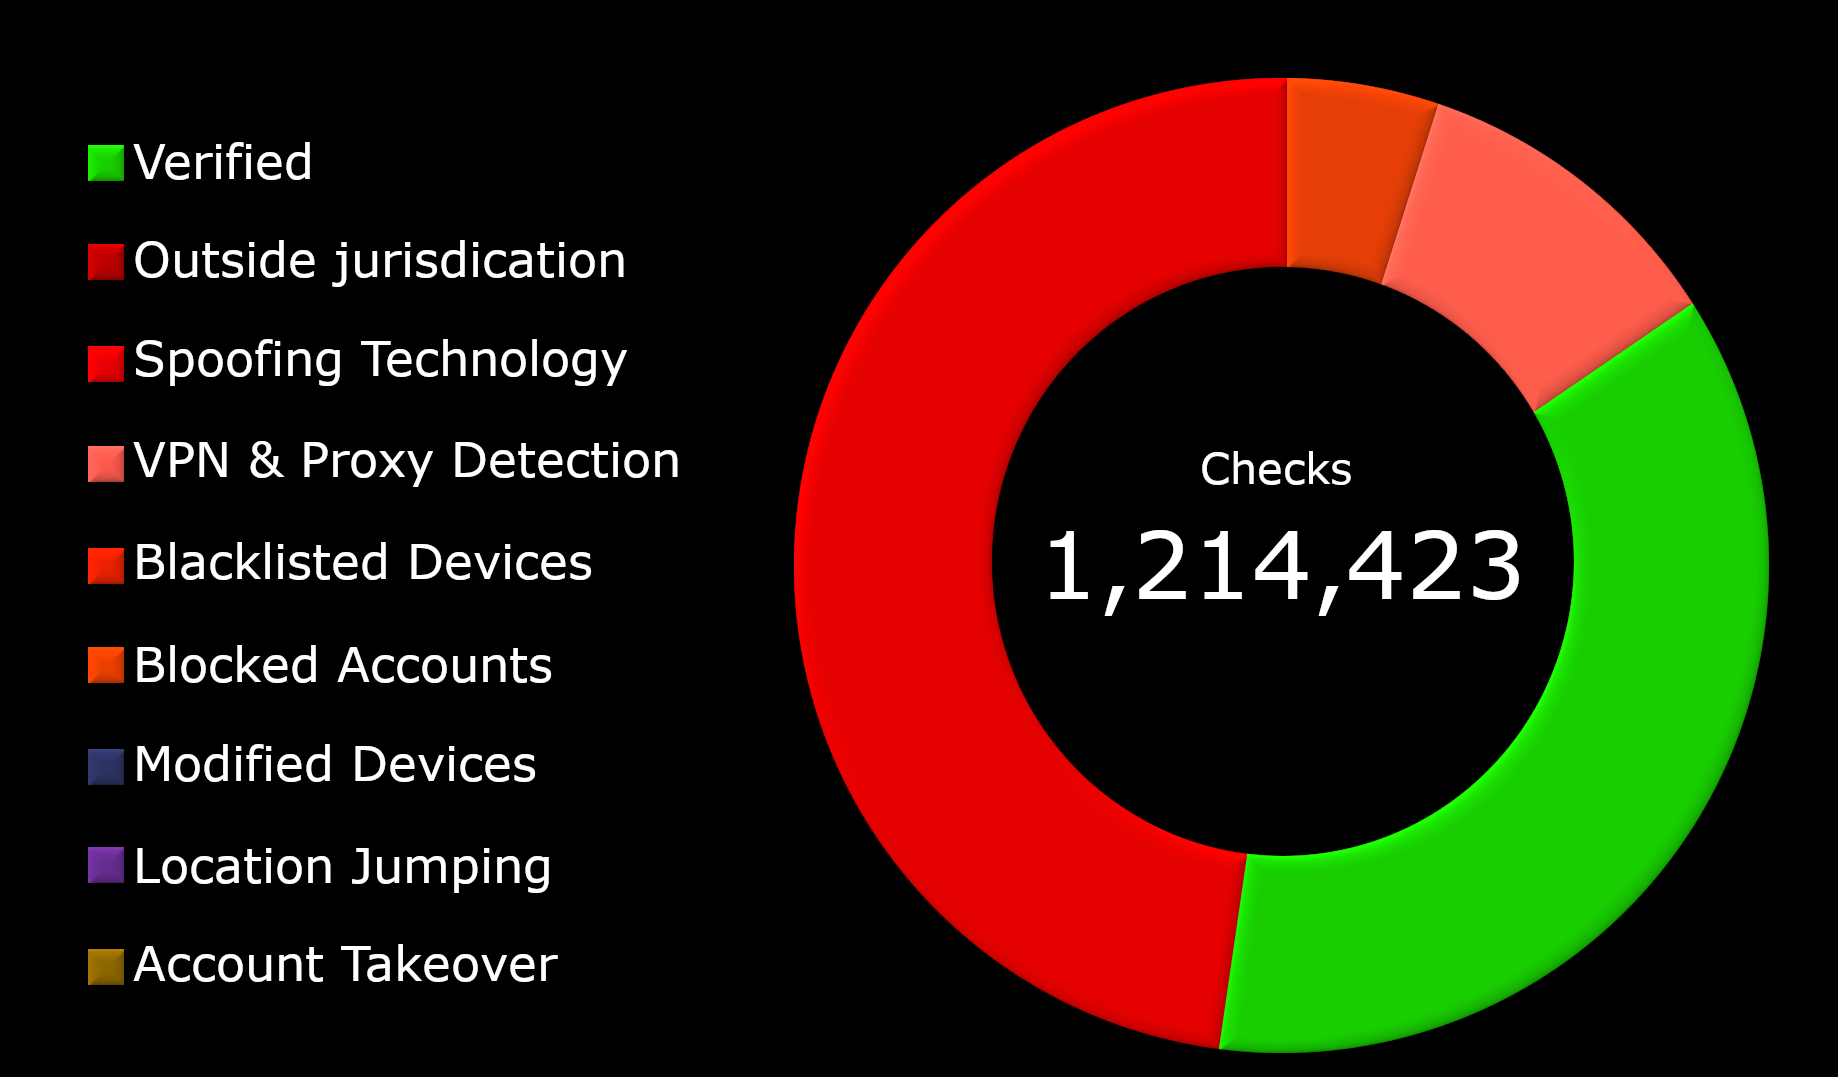 Verified
Outside jurisdication
Spoofing Technology
VPN & Proxy Detection
Blacklisted Devices
Blocked Accounts
Modified Devices
Location Jumping
Account Takeover
Checks
1,214,423